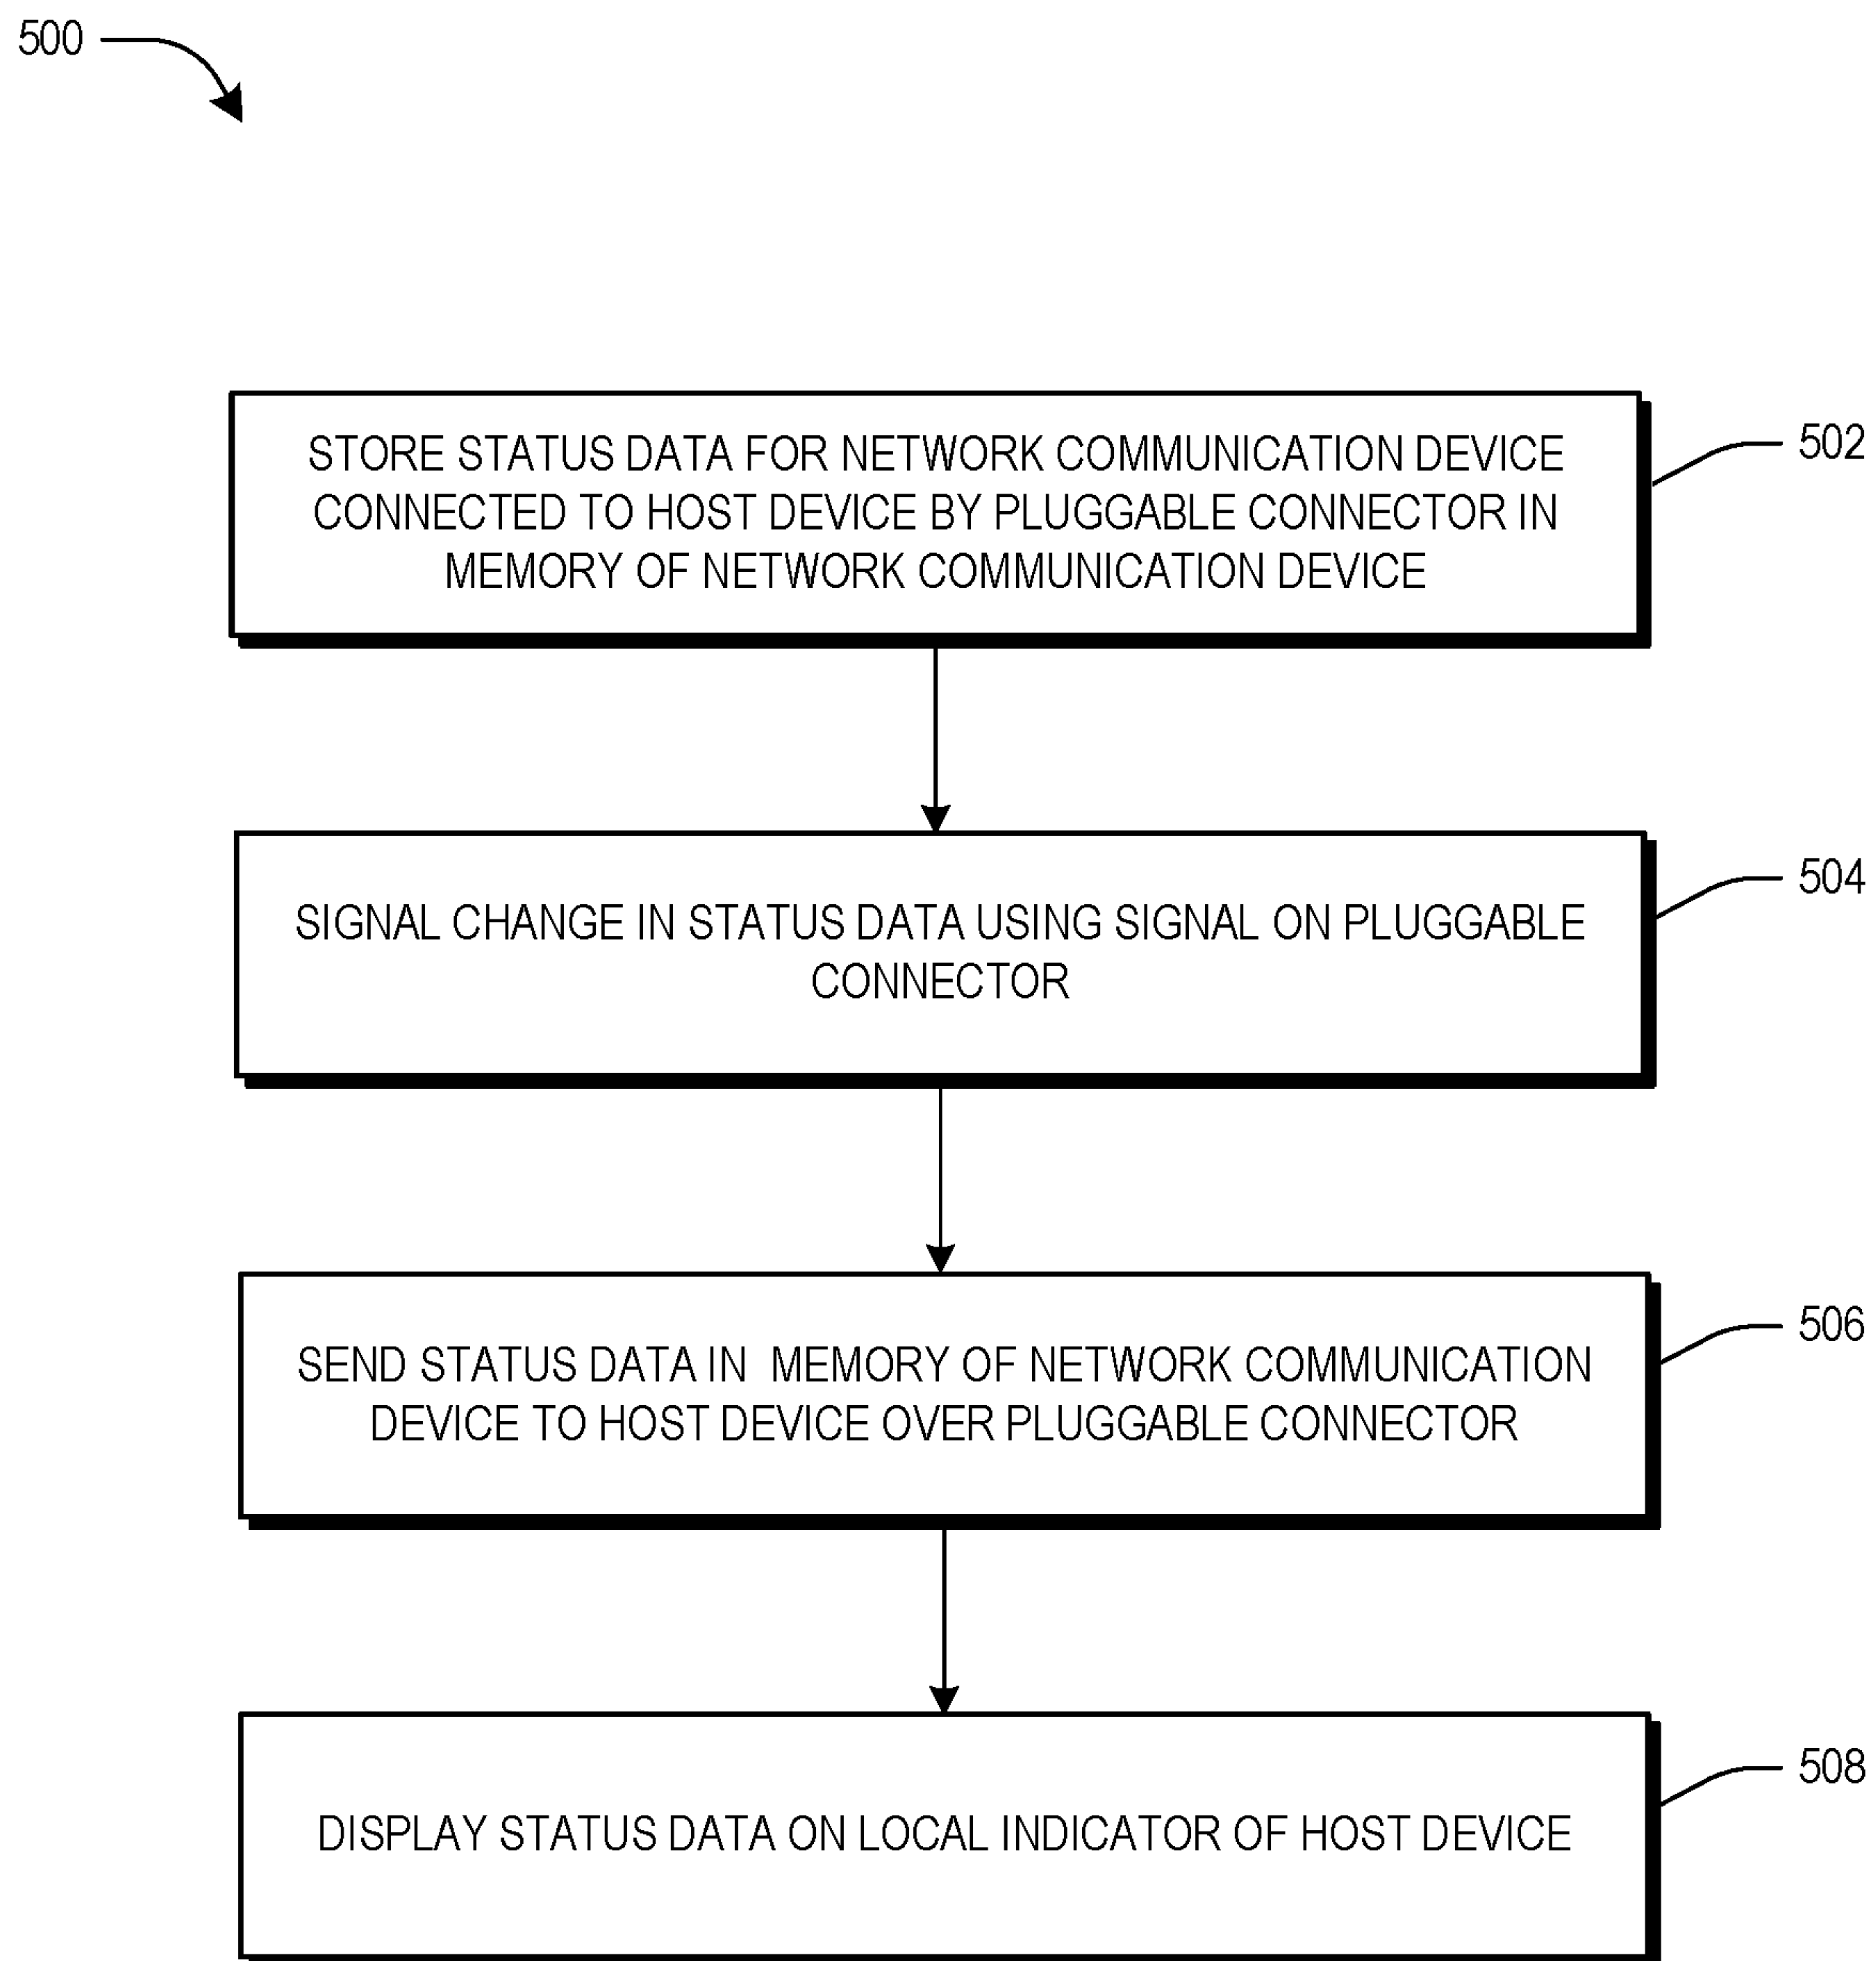 500
STORE STATUS DATA FOR NETWORK COMMUNICATION DEVICE
CONNECTED TO HOST DEVICE BY PLUGGABLE CONNECTOR IN
MEMORY OF NETWORK COMMUNICATION DEVICE
502
SIGNAL CHANGE IN STATUS DATA USING SIGNAL ON PLUGGABLE
CONNECTOR
504
SEND STATUS DATA IN MEMORY OF NETWORK COMMUNICATION
DEVICE TO HOST DEVICE OVER PLUGGABLE CONNECTOR
506
DISPLAY STATUS DATA ON LOCAL INDICATOR OF HOST DEVICE
508